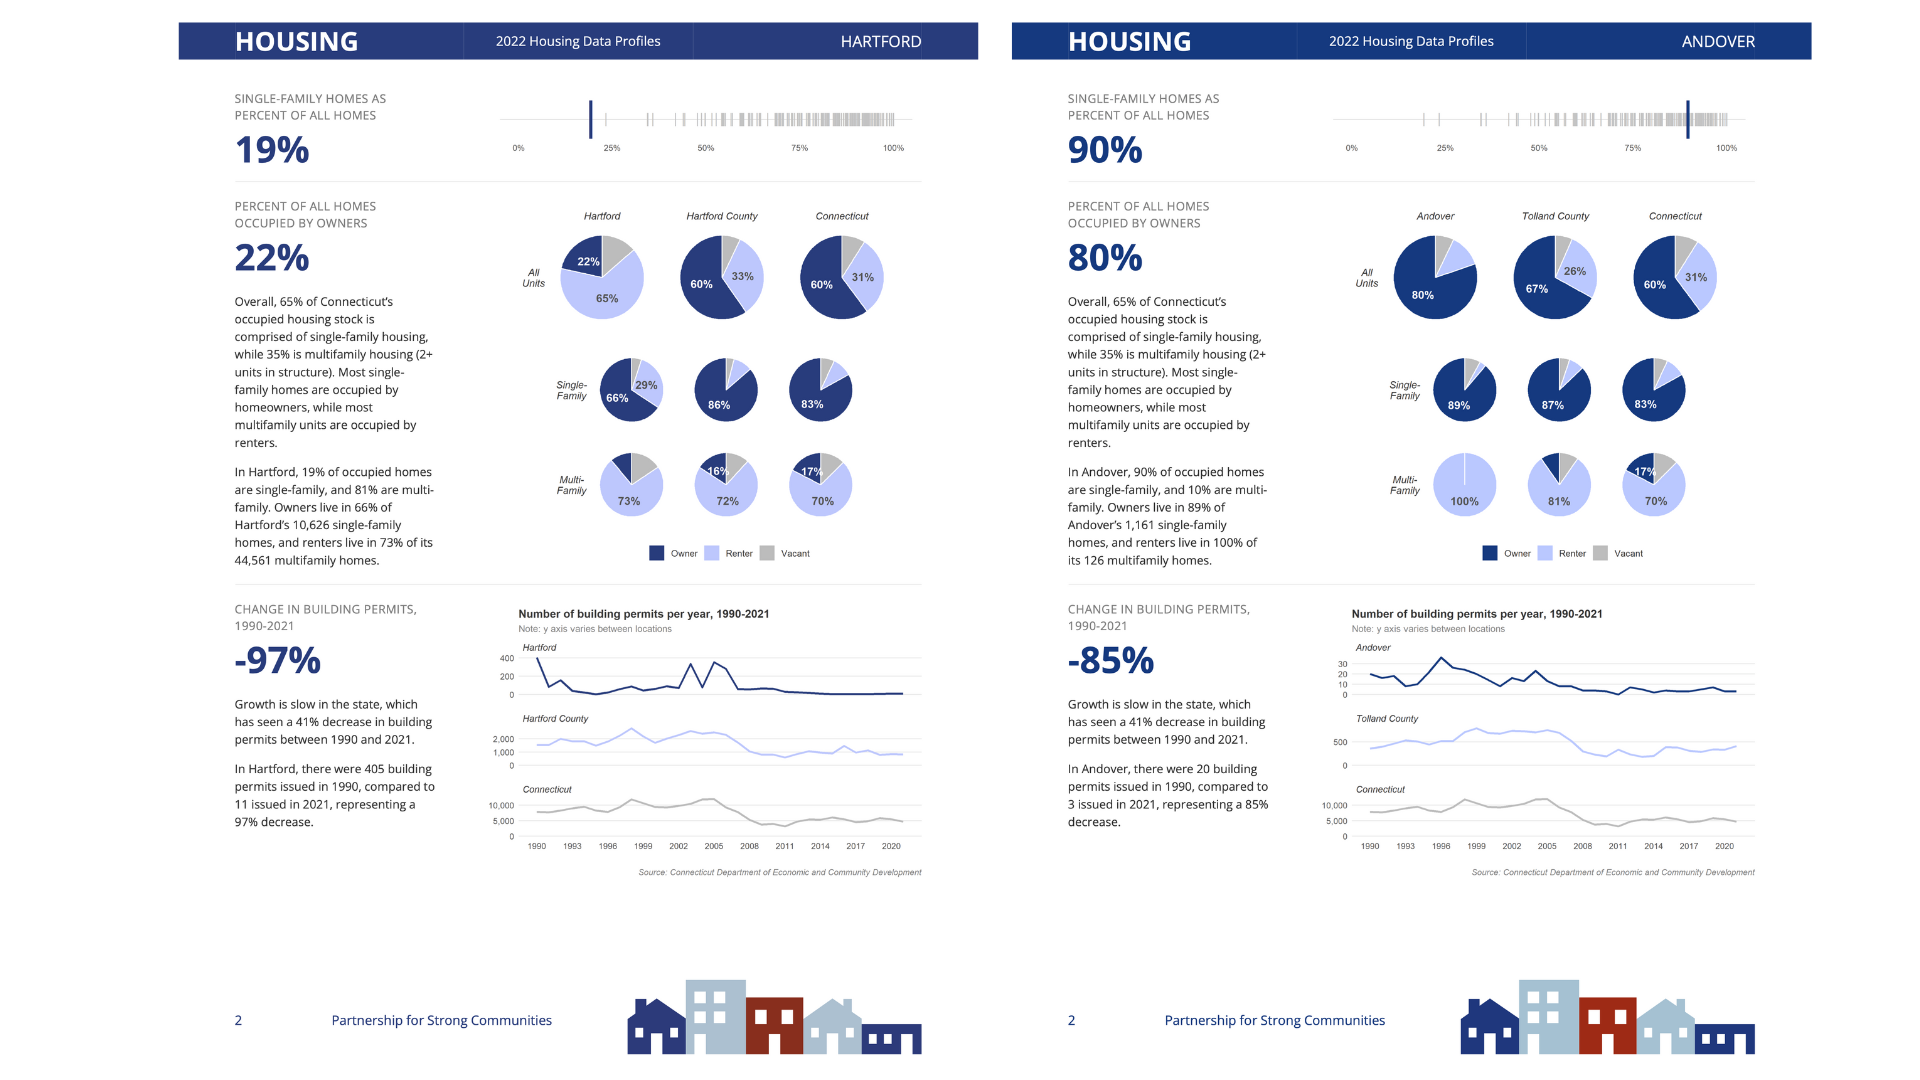 HOUSING
2022 Housing Data Profiles
HARTFORD
SINGLE-FAMILY HOMES AS
PERCENT OF ALL HOMES
19%
0% 25% 50% 75% 100%
PERCENT OF ALL HOMES
OCCUPIED BY OWNERS
22%
Overall, 65% of Connecticut's
occupied housing stock is
comprised of single-family housing,
while 35% is multifamily housing (2+
units in structure). Most single-
family homes are occupied by
homeowners, while most
multifamily units are occupied by
renters.
In Hartford, 19% of occupied homes
are single-family, and 81% are multi-
family. Owners live in 66% of
Hartford's 10,626 single-family
homes, and renters live in 73% of its
44,561 multifamily homes.
Hartford Hartford County Connecticut
All
Units
22% 65% 60% 33% 60% 31%
Single-
Family
66% 29% 86% 83%
Multi-
Family
73% 16% 72% 17% 70%
Owner Renter Vacant
CHANGE IN BUILDING PERMITS,
1990-2021
-97%
Growth is slow in the state, which
has seen a 41% decrease in building
permits between 1990 and 2021.
In Hartford, there were 405 building
permits issued in 1990, compared to
11 issued in 2021, representing a
97% decrease.
Number of building permits per year, 1990-2021
Note: y axis varies between locations
Hartford
400
200
0
Hartford County
2,000
1,000
0
Connecticut
10,000
5,000
0
1990 1993 1996 1999 2002 2005 2008 2011 2014 2017 2020
Source: Connecticut Department of Economic and Community Development
2
Partnership for Strong Communities
HOUSING
2022 Housing Data Profiles
ANDOVER
SINGLE-FAMILY HOMES AS
PERCENT OF ALL HOMES
90%
0% 25% 50% 75% 100%
PERCENT OF ALL HOMES
OCCUPIED BY OWNERS
80%
Overall, 65% of Connecticut's
occupied housing stock is
comprised of single-family housing,
while 35% is multifamily housing (2+
units in structure). Most single-
family homes are occupied by
homeowners, while most
multifamily units are occupied by
renters.
In Andover, 90% of occupied homes
are single-family, and 10% are multi-
family. Owners live in 89% of
Andover's 1,161 single-family
homes, and renters live in 100% of
its 126 multifamily homes.
Andover Tolland County Connecticut
All
Units
80% 67% 26% 60% 31%
Single-
Family
89% 87% 83%
Multi-
Family
100% 81% 17% 70%
Owner Renter Vacant
CHANGE IN BUILDING PERMITS,
1990-2021
-85%
Growth is slow in the state, which
has seen a 41% decrease in building
permits between 1990 and 2021.
In Andover, there were 20 building
permits issued in 1990, compared to
3 issued in 2021, representing a 85%
decrease.
Number of building permits per year, 1990-2021
Note: y axis varies between locations
Andover
30
20
10
0
Tolland County
500
0
Connecticut
10,000
5,000
0
1990 1993 1996 1999 2002 2005 2008 2011 2014 2017 2020
Source: Connecticut Department of Economic and Community Development
2
Partnership for Strong Communities